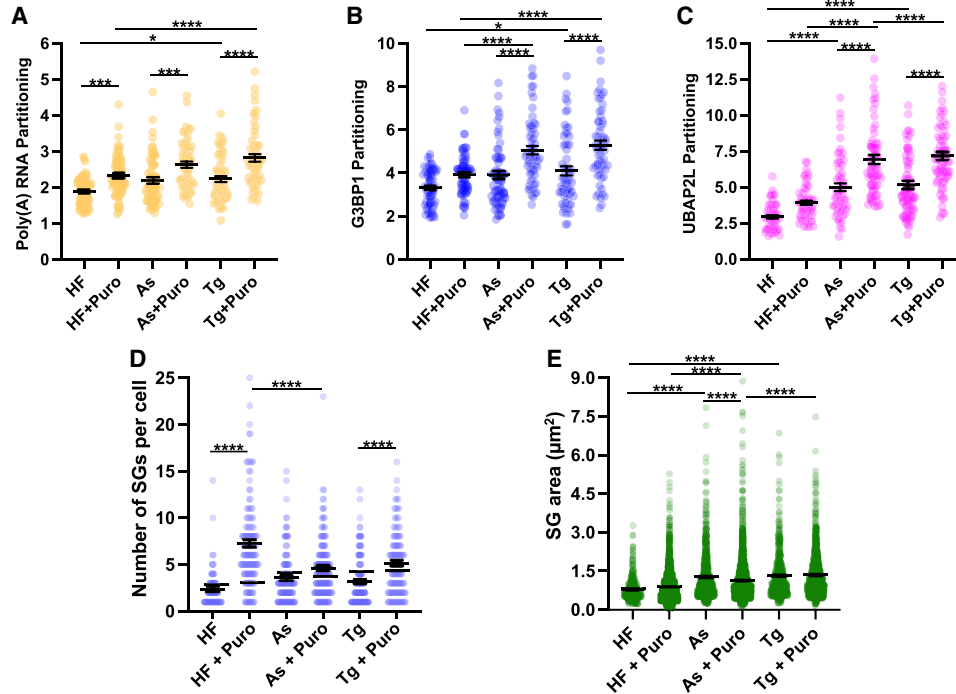 A
Poly(A) RNA Partitioning
6
5
4
3
2
1
0
***
*
****
***
****
HF
HF+Puro
As
As+Puro
Tg
Tg+Puro
B
G3BP1 Partitioning
10
8
6
4
2
0
****
*
****
****
****
HF
HF+Puro
As
As+Puro
Tg
Tg+Puro
C
UBAP2L Partitioning
15.0
12.5
10.0
7.5
5.0
2.5
0.0
****
****
****
****
****
****
Hf
HF+Puro
As
As+Puro
Tg
Tg+Puro
D
Number of SGs per cell
25
20
15
10
5
0
****
****
****
HF
HF + Puro
As
As + Puro
Tg
Tg + Puro
E
SG area (µm²)
9.0
7.5
6.0
4.5
3.0
1.5
0.0
****
****
****
****
****
HF
HF + Puro
As
As + Puro
Tg
Tg + Puro